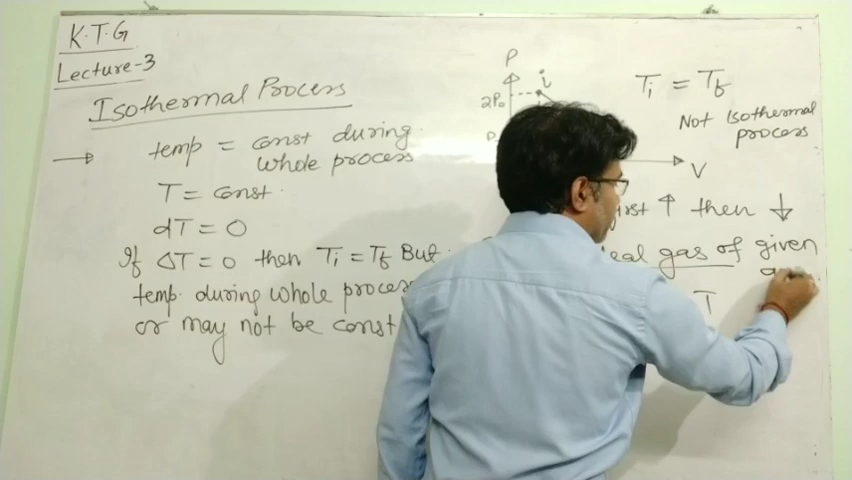 K.T.G
Lecture-3
Isothermal Process
→ temp = const during
whole process
T = const.
dT = 0
If ΔT = 0 then Ti = Tf But
temp. during whole
or may not be const
P
i
2P₀
V
Ti = Tf
Not Isothermal
process
↑ then ↓
gas of given
T